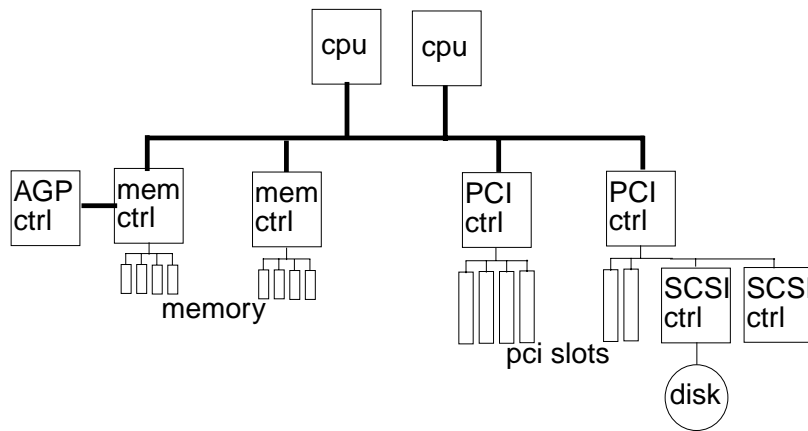 cpu
cpu
AGP
ctrl
mem
ctrl
mem
ctrl
PCI
ctrl
PCI
ctrl
memory
SCSI
ctrl
SCSI
ctrl
pci slots
disk